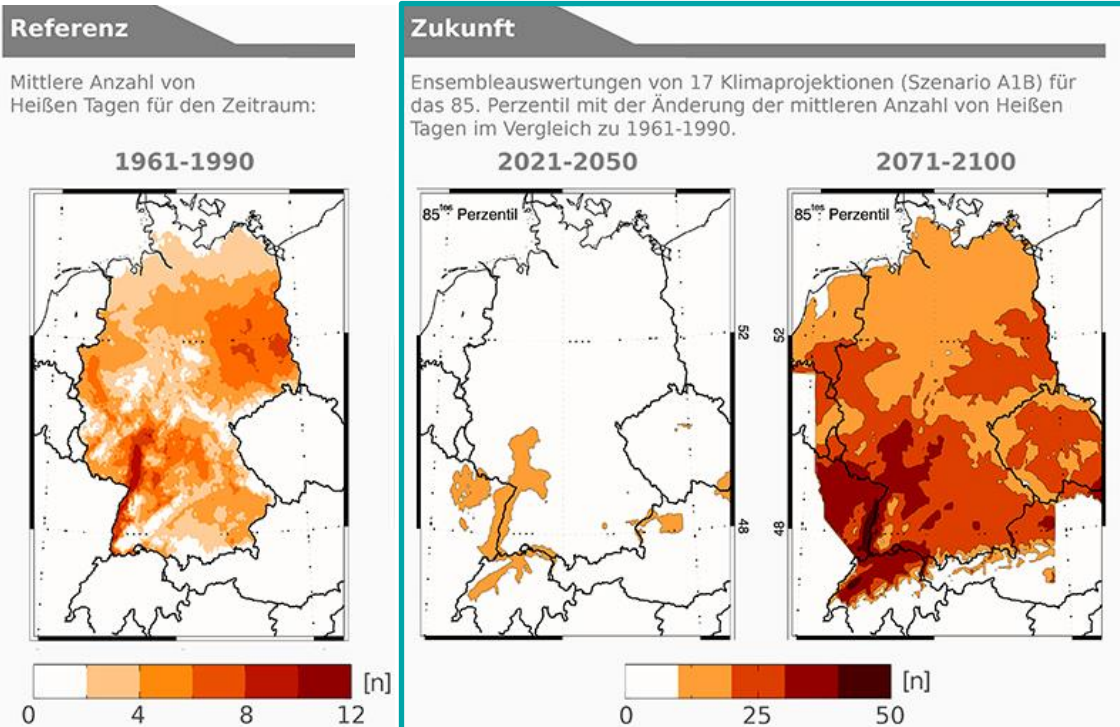 Referenz
Mittlere Anzahl von
Heißen Tagen für den Zeitraum:
1961-1990
0 4 8 12 [n]
Zukunft
Ensembleauswertungen von 17 Klimaprojektionen (Szenario A1B) für
das 85. Perzentil mit der Änderung der mittleren Anzahl von Heißen
Tagen im Vergleich zu 1961-1990.
2021-2050 2071-2100
85tes Perzentil 85tes Perzentil
52 52
48 48
0 25 50 [n]